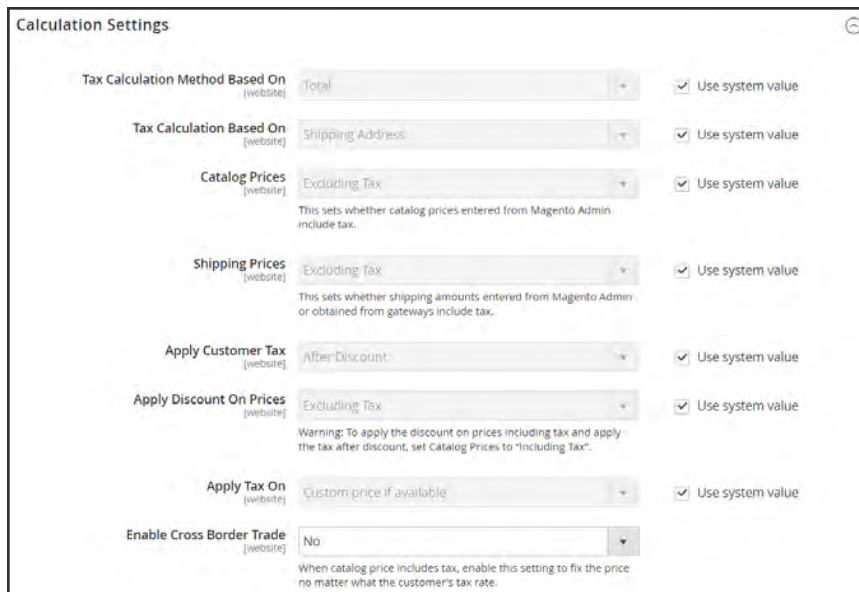 Calculation Settings
Tax Calculation Method Based On
[website]
Total
Use system value
Tax Calculation Based On
[website]
Shipping Address
Use system value
Catalog Prices
[website]
Excluding Tax
Use system value
This sets whether catalog prices entered from Magento Admin
include tax.
Shipping Prices
[website]
Excluding Tax
Use system value
This sets whether shipping amounts entered from Magento Admin
or obtained from gateways include tax.
Apply Customer Tax
[website]
After Discount
Use system value
Apply Discount On Prices
[website]
Excluding Tax
Use system value
Warning: To apply the discount on prices including tax and apply
the tax after discount, set Catalog Prices to “Including Tax”.
Apply Tax On
[website]
Custom price if available
Use system value
Enable Cross Border Trade
[website]
No
When catalog price includes tax, enable this setting to fix the price
no matter what the customer's tax rate.